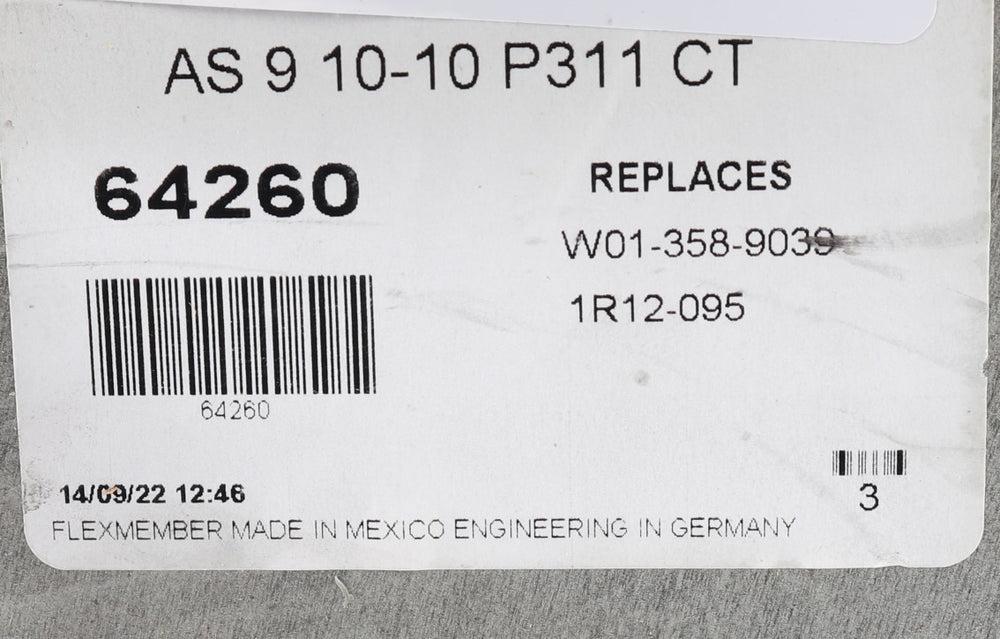 AS 9 10-10 P311 CT
64260
REPLACES
W01-358-9039
1R12-095
64260
3
14/09/22 12:46
FLEXMEMBER MADE IN MEXICO ENGINEERING IN GERMANY